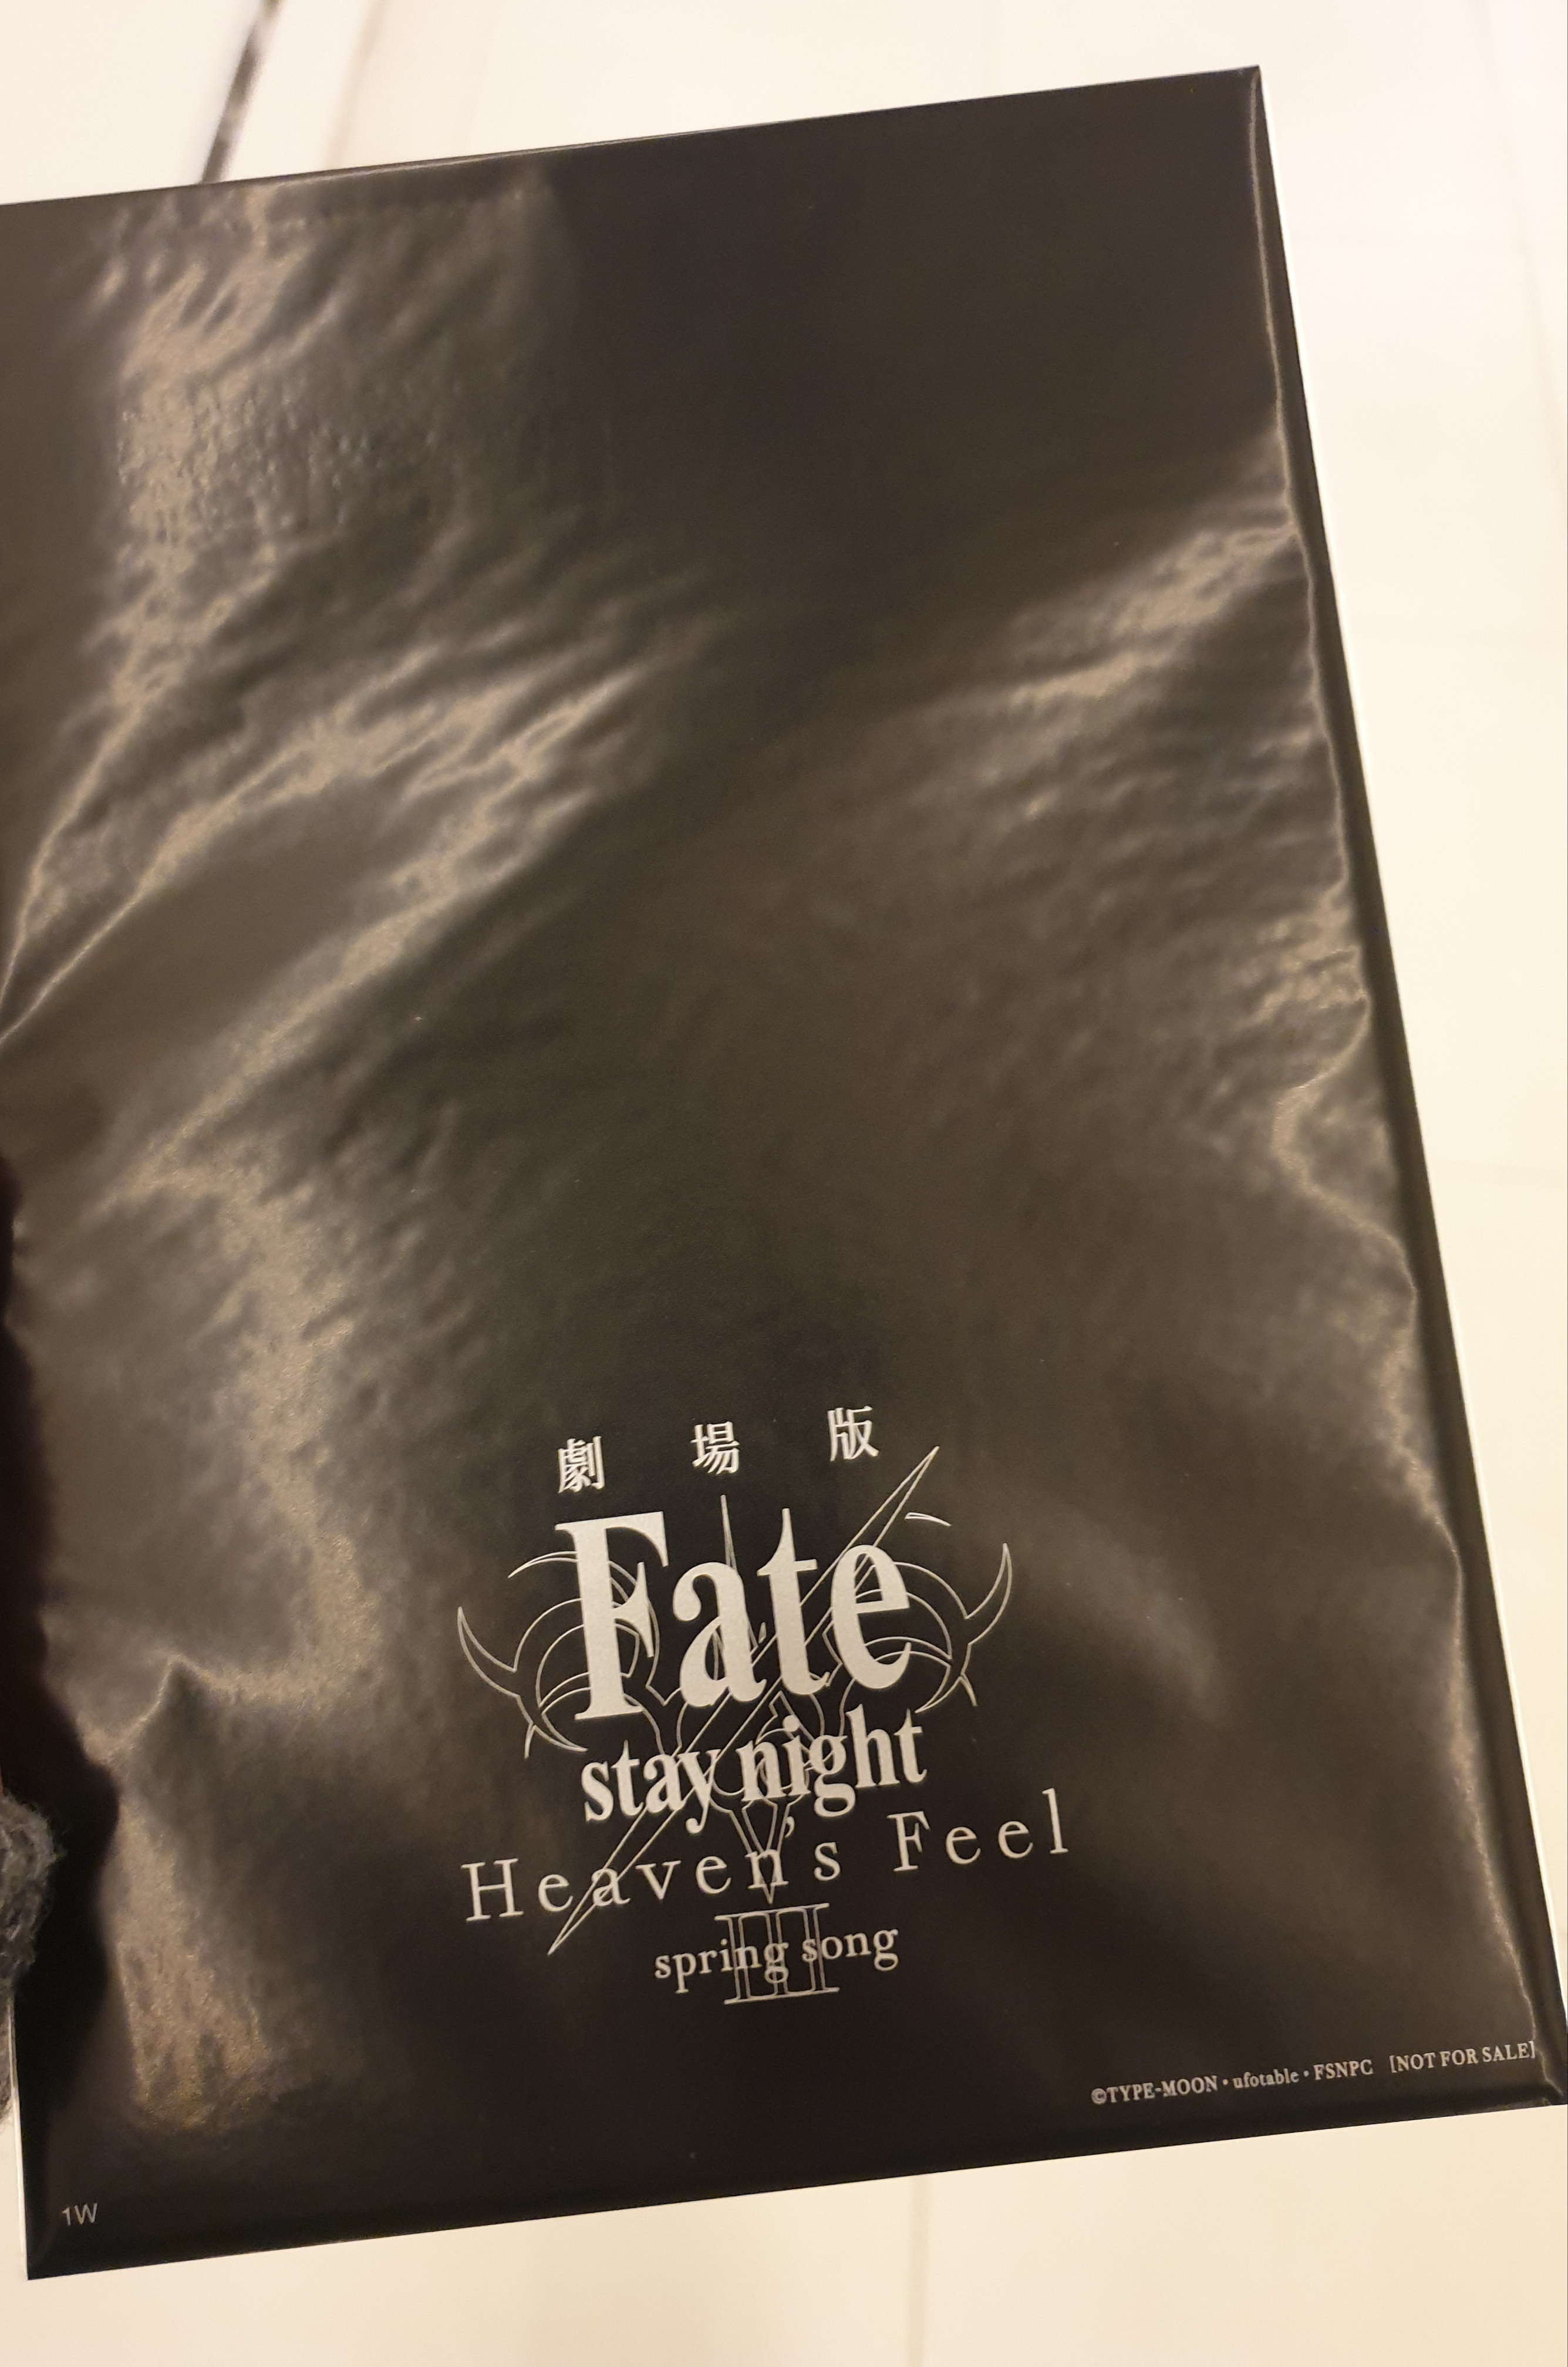 劇場版
Fate
stay night
Heaven's Feel
III
spring song
©TYPE-MOON・ufotable・FSNPC [NOT FOR SALE]
1W